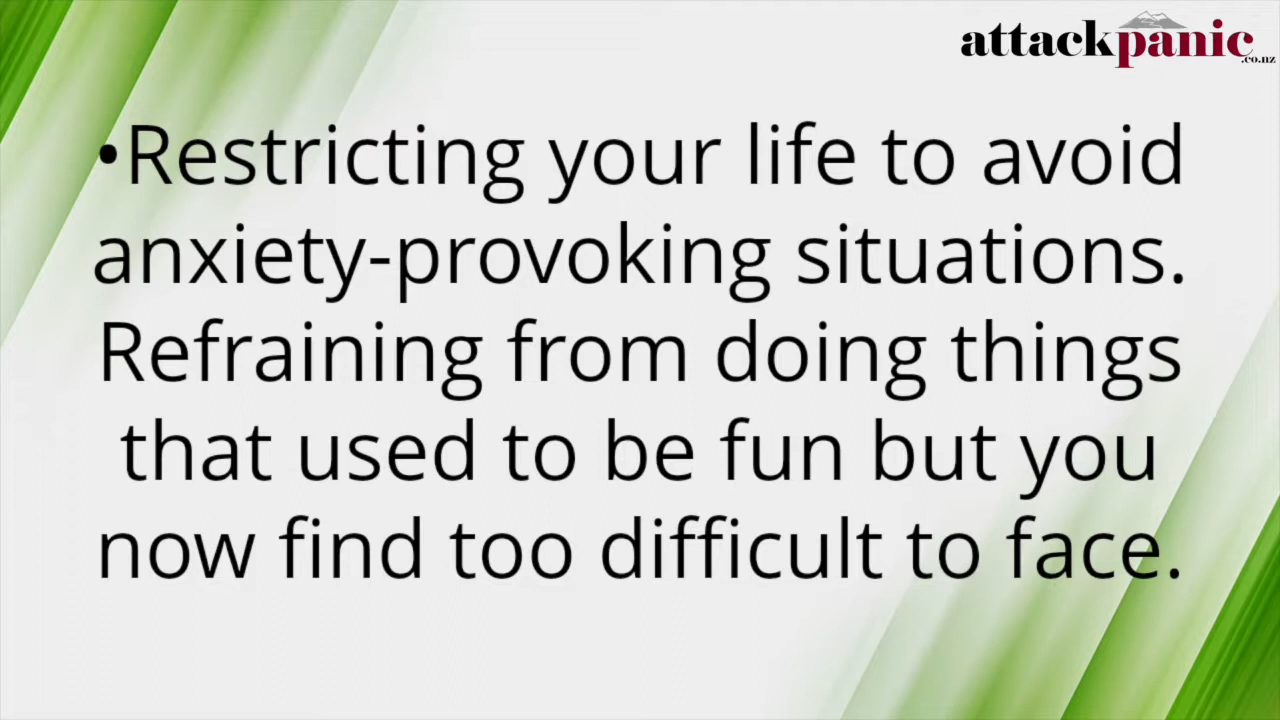 attackpanic
.co.nz
•Restricting your life to avoid
anxiety-provoking situations.
Refraining from doing things
that used to be fun but you
now find too difficult to face.